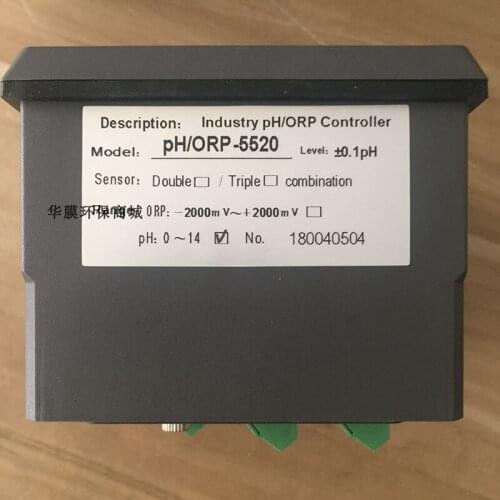 Description: Industry pH/ORP Controller
Model: pH/ORP-5520 Level: ±0.1pH
Sensor: Double□ / Triple□ combination
华膜环保商城 ORP: -2000mV~+2000mV □
pH: 0~14 ☑ No. 180040504